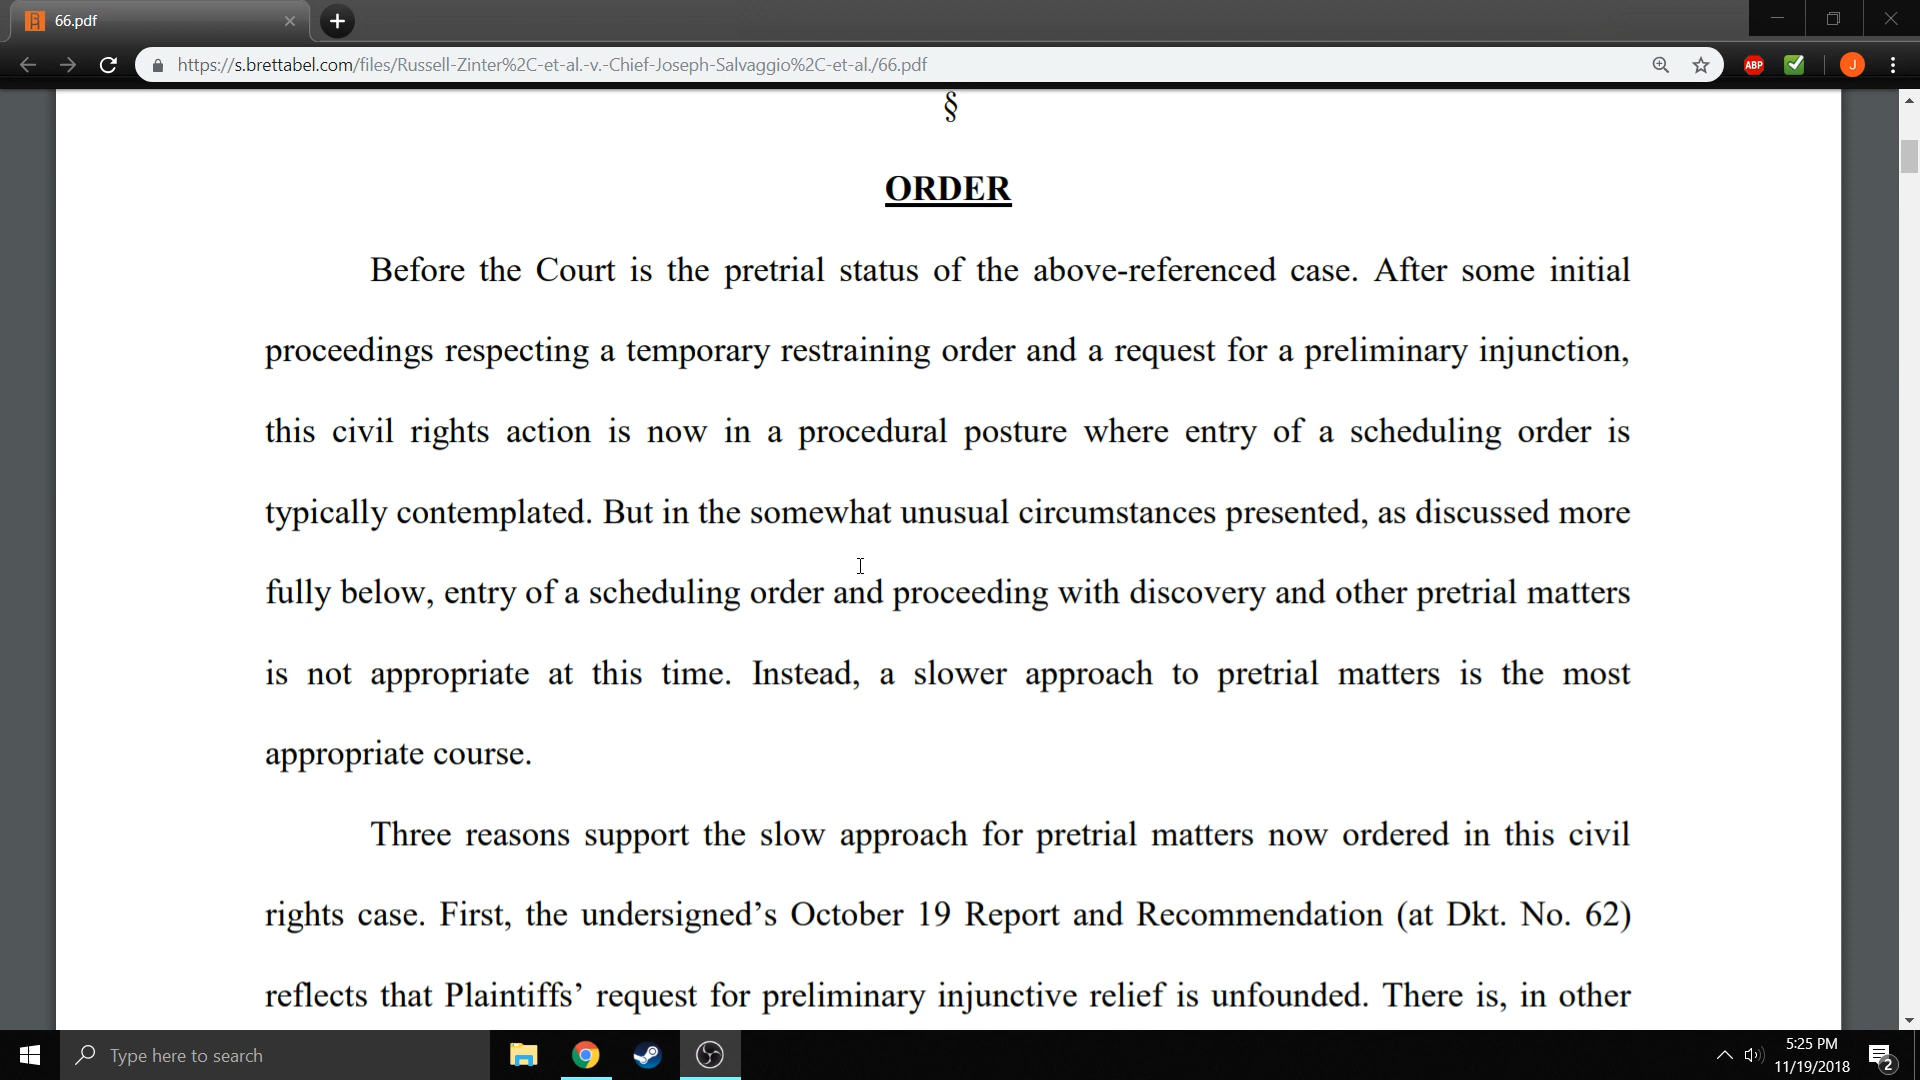 66.pdf
https://s.brettabel.com/files/Russell-Zinter%2C-et-al.-v.-Chief-Joseph-Salvaggio%2C-et-al./66.pdf
ABP
J
§
ORDER
Before the Court is the pretrial status of the above-referenced case. After some initial
proceedings respecting a temporary restraining order and a request for a preliminary injunction,
this civil rights action is now in a procedural posture where entry of a scheduling order is
typically contemplated. But in the somewhat unusual circumstances presented, as discussed more
fully below, entry of a scheduling order and proceeding with discovery and other pretrial matters
is not appropriate at this time. Instead, a slower approach to pretrial matters is the most
appropriate course.
Three reasons support the slow approach for pretrial matters now ordered in this civil
rights case. First, the undersigned’s October 19 Report and Recommendation (at Dkt. No. 62)
reflects that Plaintiffs’ request for preliminary injunctive relief is unfounded. There is, in other
Type here to search
5:25 PM
11/19/2018
2